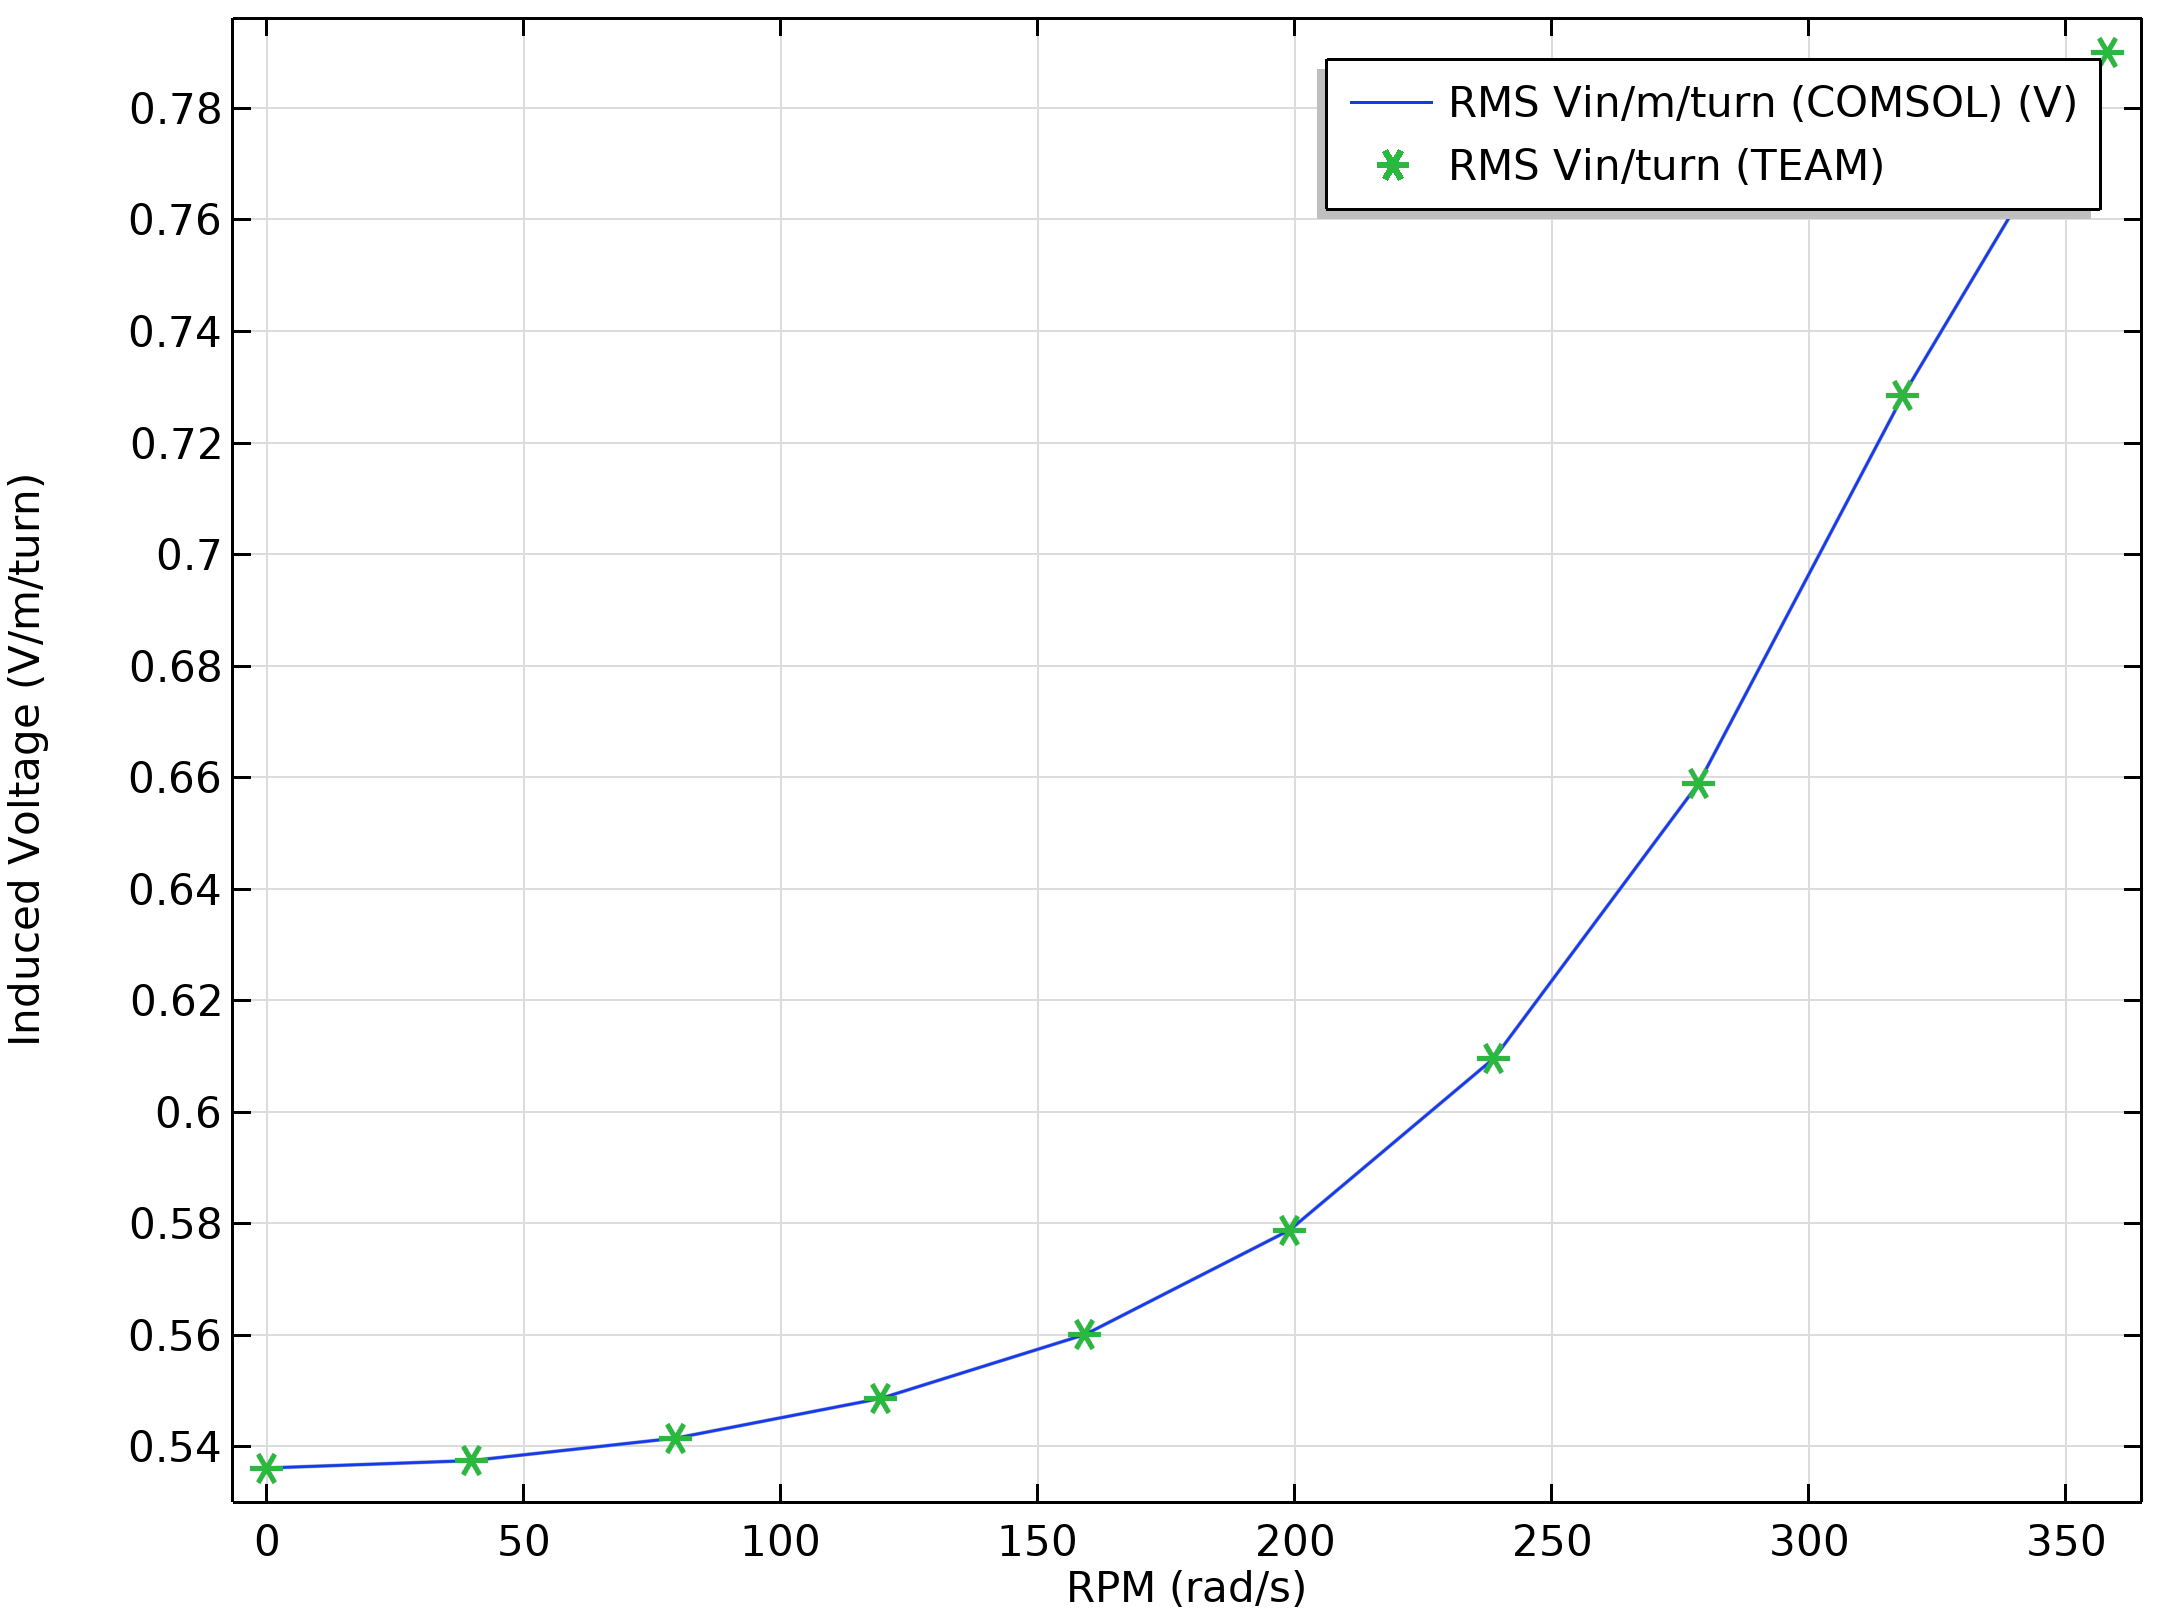 RMS Vin/m/turn (COMSOL) (V)
RMS Vin/turn (TEAM)
0.78
0.76
0.74
0.72
0.7
0.68
0.66
0.64
0.62
0.6
0.58
0.56
0.54
Induced Voltage (V/m/turn)
0 50 100 150 200 250 300 350
RPM (rad/s)